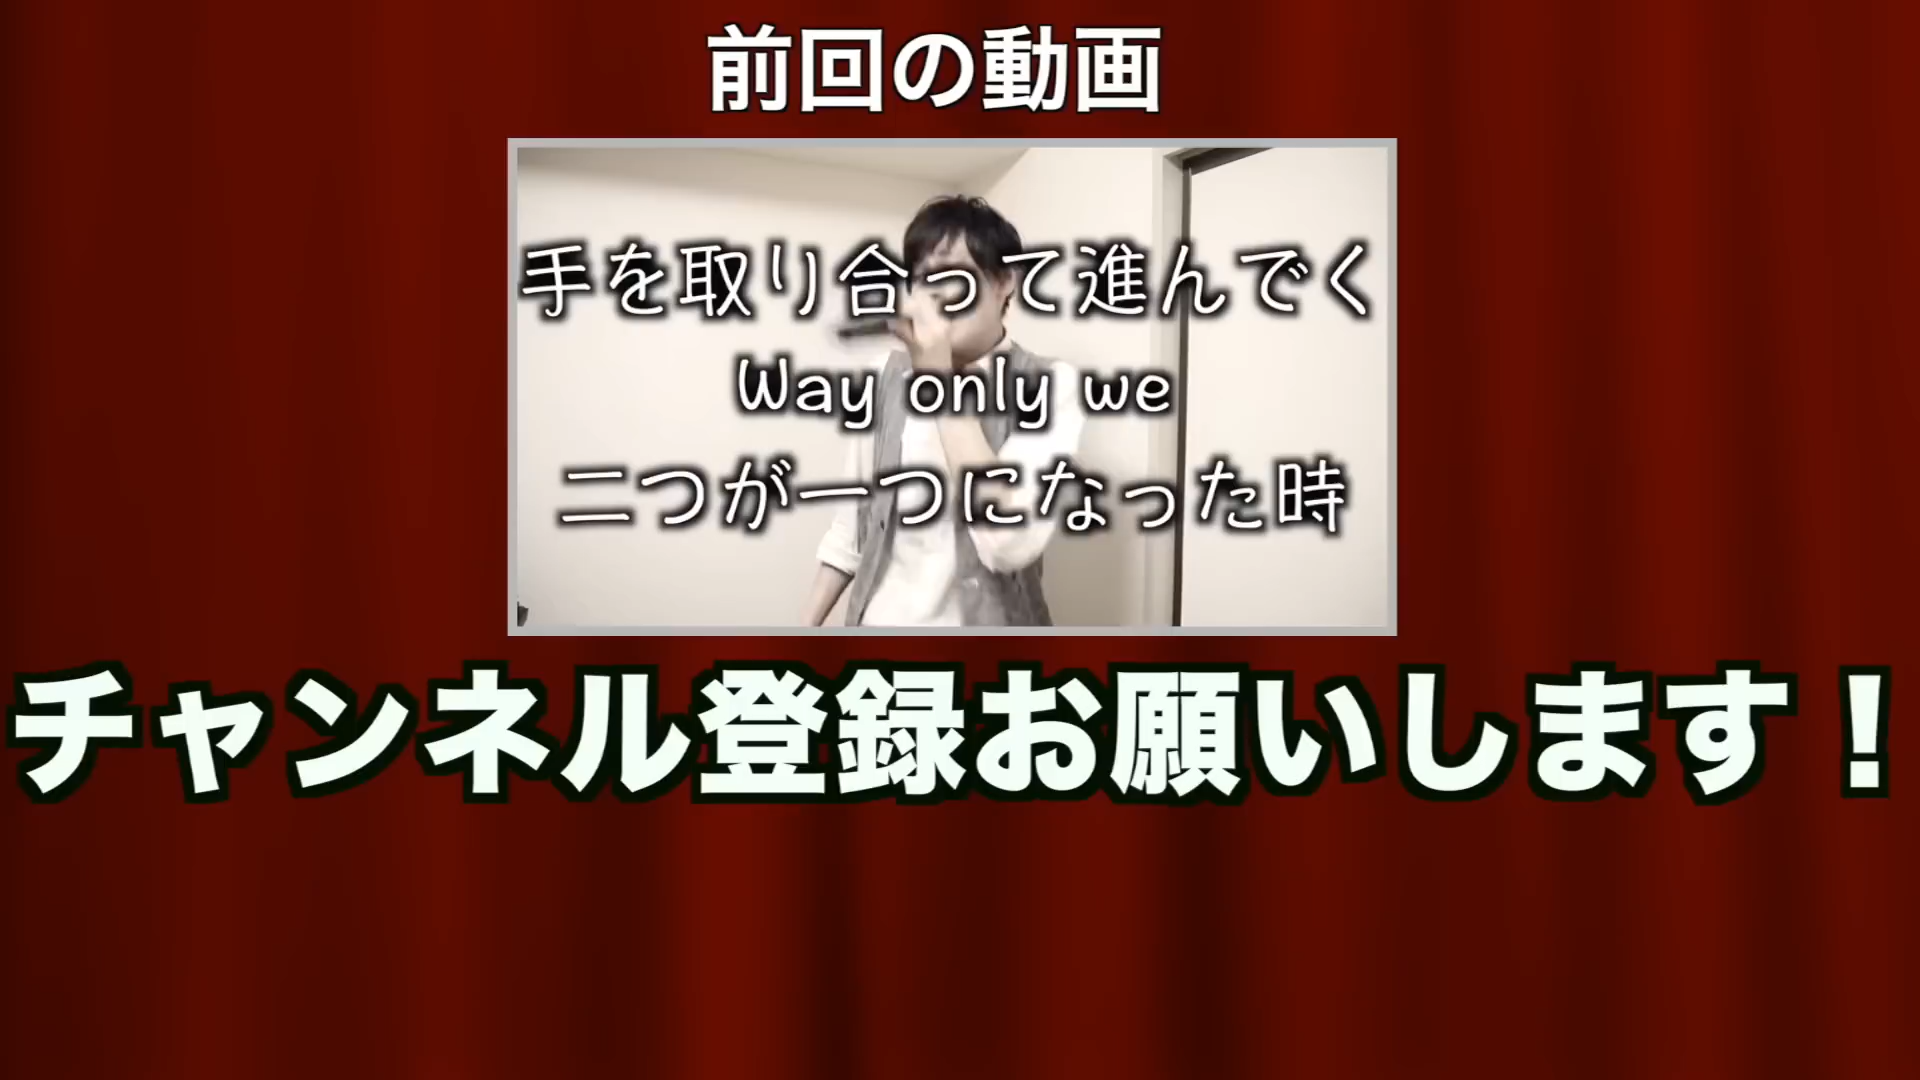 前回の動画
手を取り合って進んでく
Way only we
二つが一つになった時
チャンネル登録お願いします！